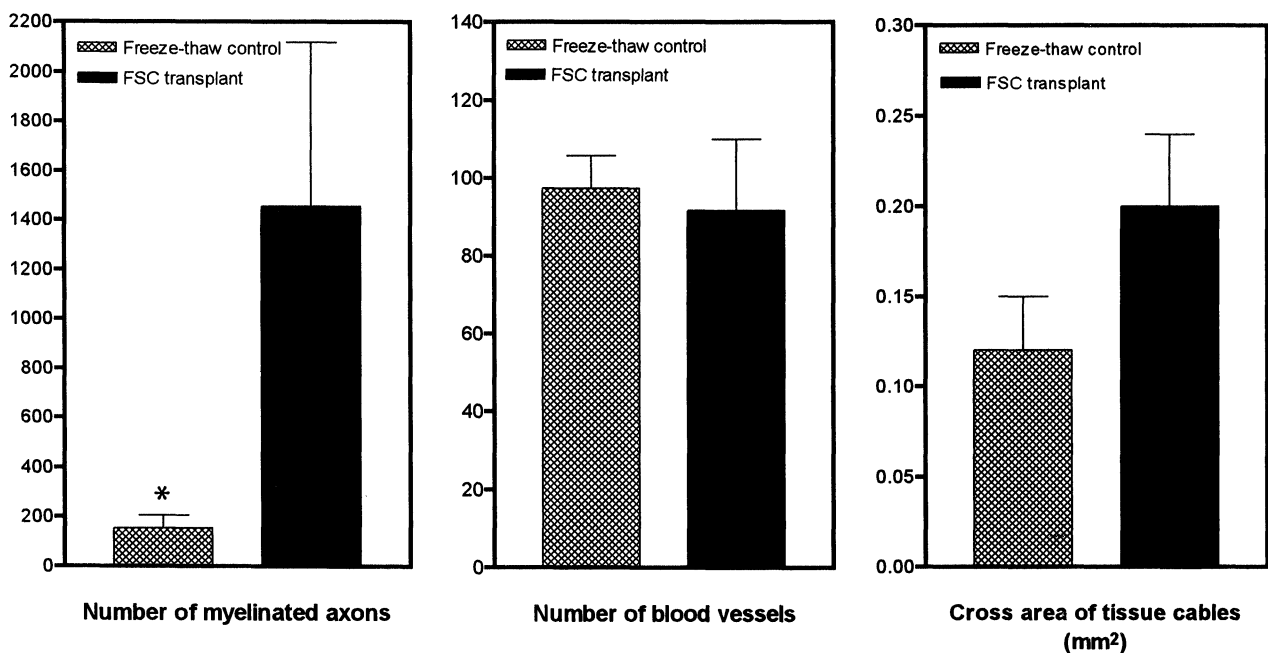 2200
2000
1800
1600
1400
1200
1000
800
600
400
200
0
Freeze-thaw control
FSC transplant
*
Number of myelinated axons
140
120
100
80
60
40
20
0
Freeze-thaw control
FSC transplant
Number of blood vessels
0.30
0.25
0.20
0.15
0.10
0.05
0.00
Freeze-thaw control
FSC transplant
Cross area of tissue cables
(mm²)